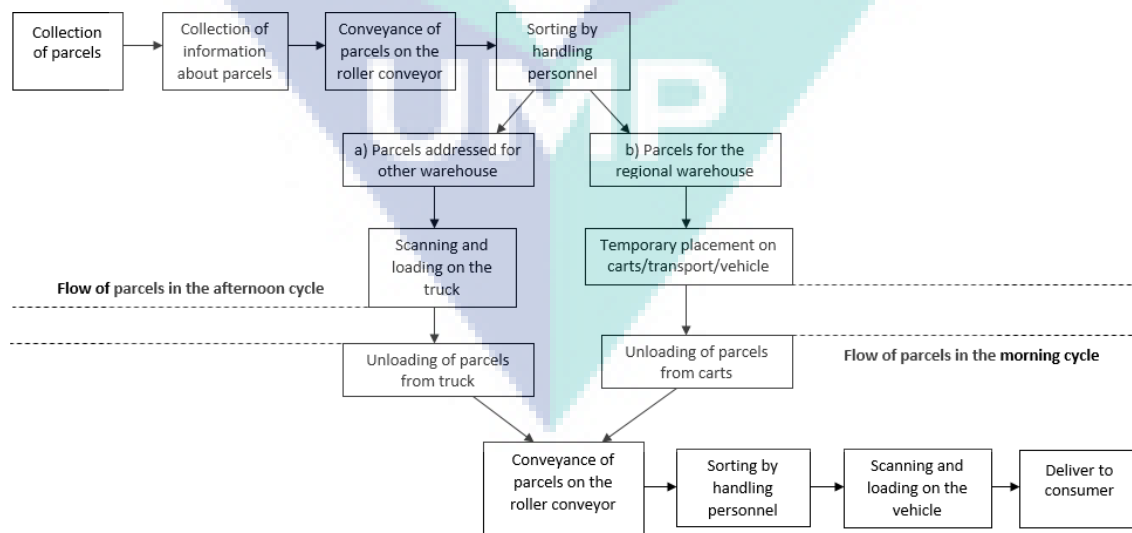 Collection
of parcels
Collection of
information
about parcels
Conveyance of
parcels on the
roller conveyor
Sorting by
handling
personnel
UMP
a) Parcels addressed for
other warehouse
b) Parcels for the
regional warehouse
Scanning and
loading on the
truck
Temporary placement on
carts/transport/vehicle
Flow of parcels in the afternoon cycle
Unloading of parcels
from truck
Unloading of parcels
from carts
Flow of parcels in the morning cycle
Conveyance of
parcels on the
roller conveyor
Sorting by
handling
personnel
Scanning and
loading on the
vehicle
Deliver to
consumer